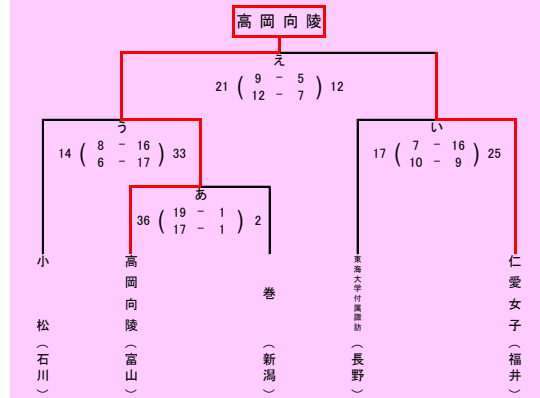 高岡向陵
え
21 ( 9 - 5 ) 12
12 - 7
う
14 ( 8 - 16 ) 33
6 - 17
い
17 ( 7 - 16 ) 25
10 - 9
あ
36 ( 19 - 1 ) 2
17 - 1
小松（石川）
高岡向陵（富山）
巻（新潟）
東海大学付属諏訪（長野）
仁愛女子（福井）